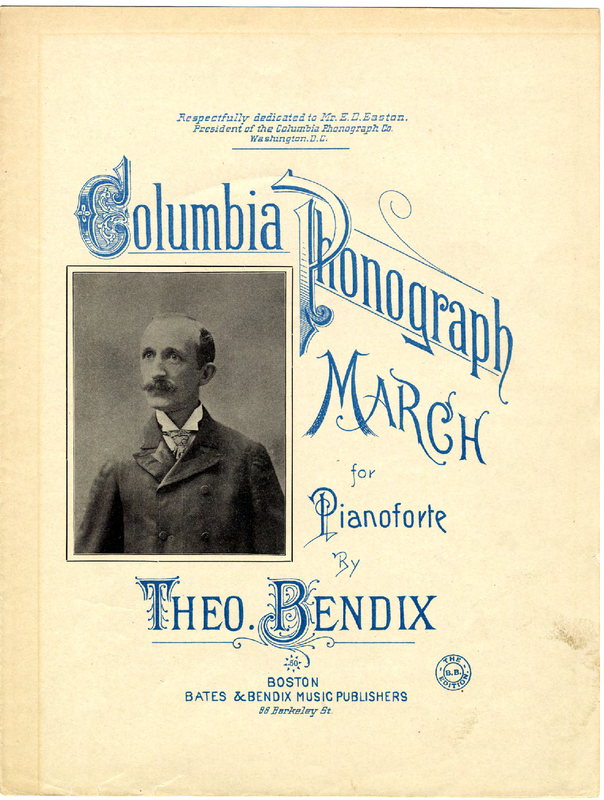 Respectfully dedicated to Mr. E. D. Easton,
President of the Columbia Phonograph Co.
Washington, D. C.
Columbia
Phonograph
MARCH
for
Pianoforte
By
THEO. BENDIX
.50
BOSTON
BATES & BENDIX MUSIC PUBLISHERS
Berkeley St.
THE
B.B.
EDITION